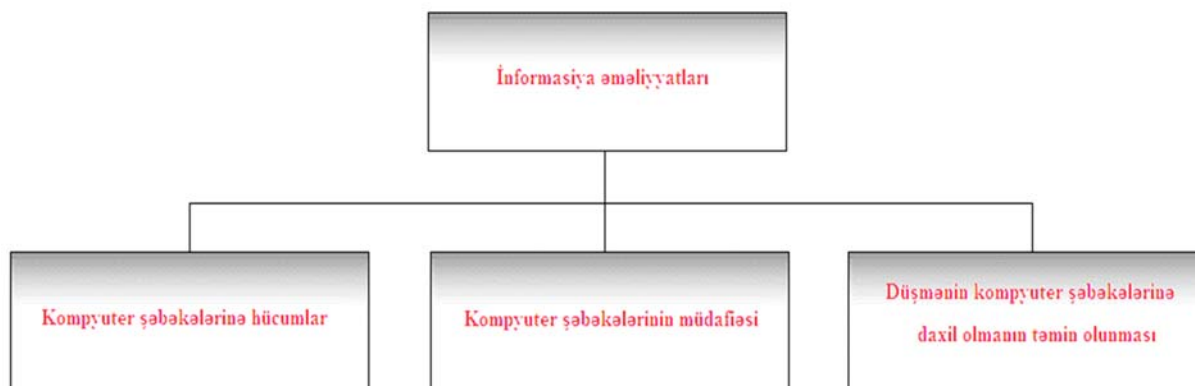 İnformasiya əməliyyatları
Kompyuter şəbəkələrinə hücumlar
Kompyuter şəbəkələrinin müdafiəsi
Düşmənin kompyuter şəbəkələrinə
daxil olmanın təmin olunması